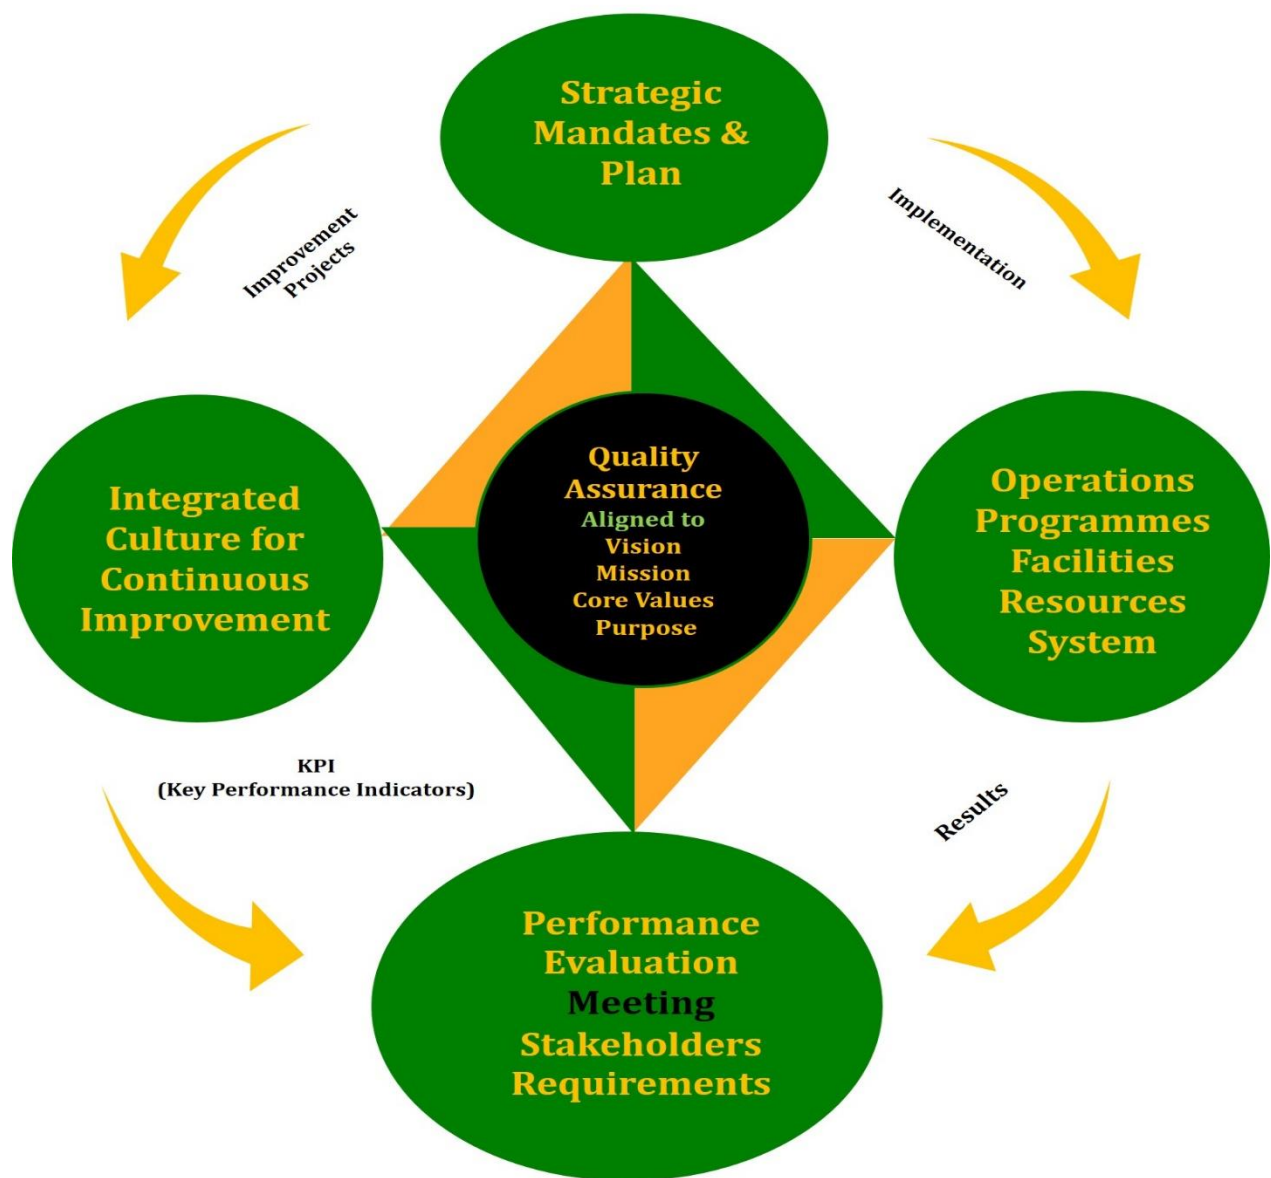 Strategic
Mandates &
Plan
Improvement
Projects
Implementation
Integrated
Culture for
Continuous
Improvement
Quality
Assurance
Aligned to
Vision
Mission
Core Values
Purpose
Operations
Programmes
Facilities
Resources
System
KPI
(Key Performance Indicators)
Results
Performance
Evaluation
Meeting
Stakeholders
Requirements